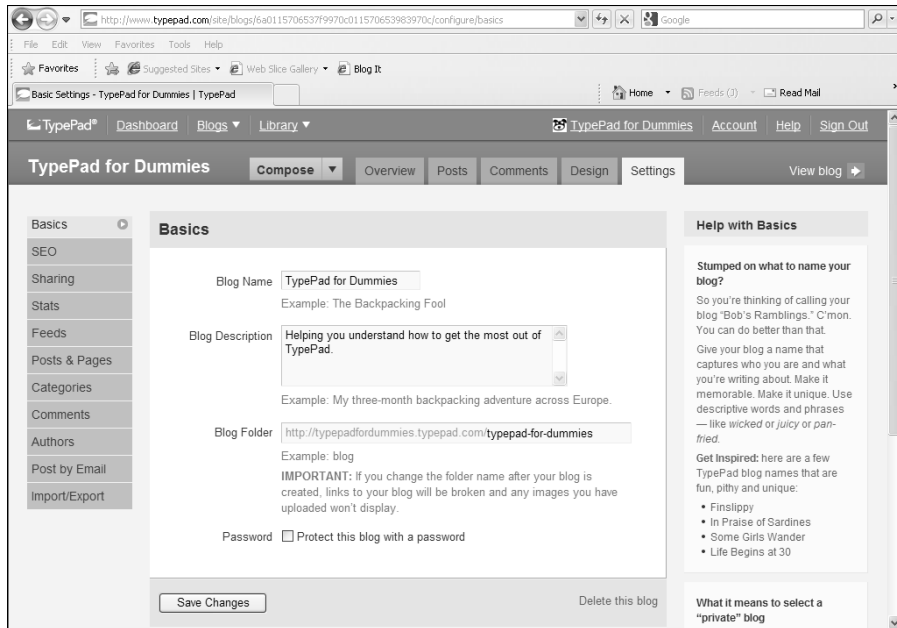 http://www.typepad.com/site/blogs/6a0115706537f9970c011570653983970c/configure/basics
Google
File Edit View Favorites Tools Help
Favorites Suggested Sites Web Slice Gallery Blog It
Basic Settings - TypePad for Dummies | TypePad
Home Feeds (J) Read Mail
TypePad® Dashboard Blogs Library TypePad for Dummies Account Help Sign Out
TypePad for Dummies Compose Overview Posts Comments Design Settings View blog
Basics
SEO
Sharing
Stats
Feeds
Posts & Pages
Categories
Comments
Authors
Post by Email
Import/Export
Basics
Blog Name TypePad for Dummies
Example: The Backpacking Fool
Blog Description Helping you understand how to get the most out of
TypePad.
Example: My three-month backpacking adventure across Europe.
Blog Folder http://typepadfordummies.typepad.com/typepad-for-dummies
Example: blog
IMPORTANT: If you change the folder name after your blog is
created, links to your blog will be broken and any images you have
uploaded won't display.
Password Protect this blog with a password
Save Changes Delete this blog
Help with Basics
Stumped on what to name your
blog?
So you're thinking of calling your
blog “Bob's Ramblings.” C'mon.
You can do better than that.
Give your blog a name that
captures who you are and what
you're writing about. Make it
memorable. Make it unique. Use
descriptive words and phrases
— like wicked or juicy or pan-
fried.
Get Inspired: here are a few
TypePad blog names that are
fun, pithy and unique:
• Finslippy
• In Praise of Sardines
• Some Girls Wander
• Life Begins at 30
What it means to select a
“private” blog